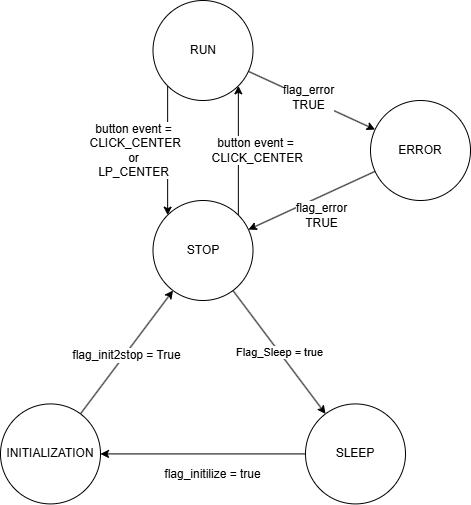 RUN
flag_error
TRUE
button event =
CLICK_CENTER
or
LP_CENTER
button event =
CLICK_CENTER
ERROR
flag_error
TRUE
STOP
flag_init2stop = True
Flag_Sleep = true
INITIALIZATION
SLEEP
flag_initilize = true